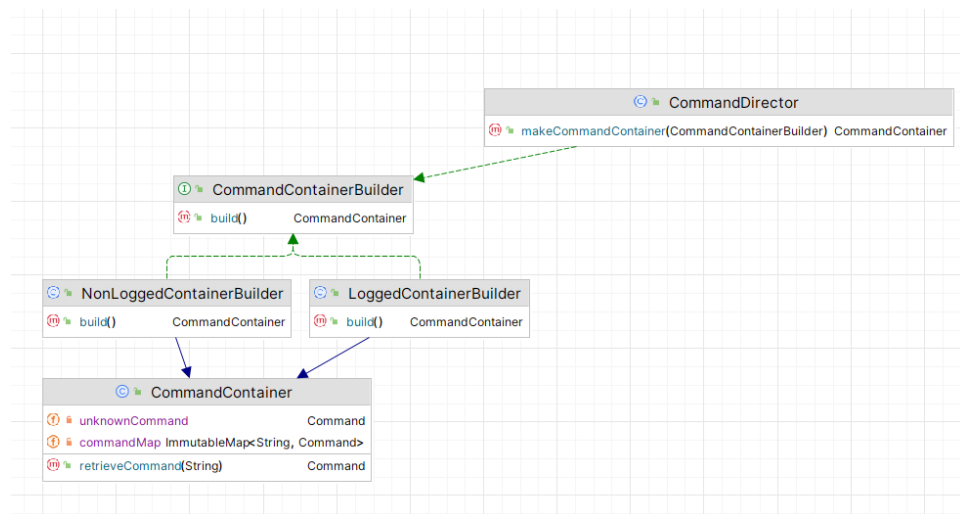 CommandDirector
makeCommandContainer(CommandContainerBuilder) CommandContainer
CommandContainerBuilder
build() CommandContainer
NonLoggedContainerBuilder
build() CommandContainer
LoggedContainerBuilder
build() CommandContainer
CommandContainer
unknownCommand Command
commandMap ImmutableMap<String, Command>
retrieveCommand(String) Command